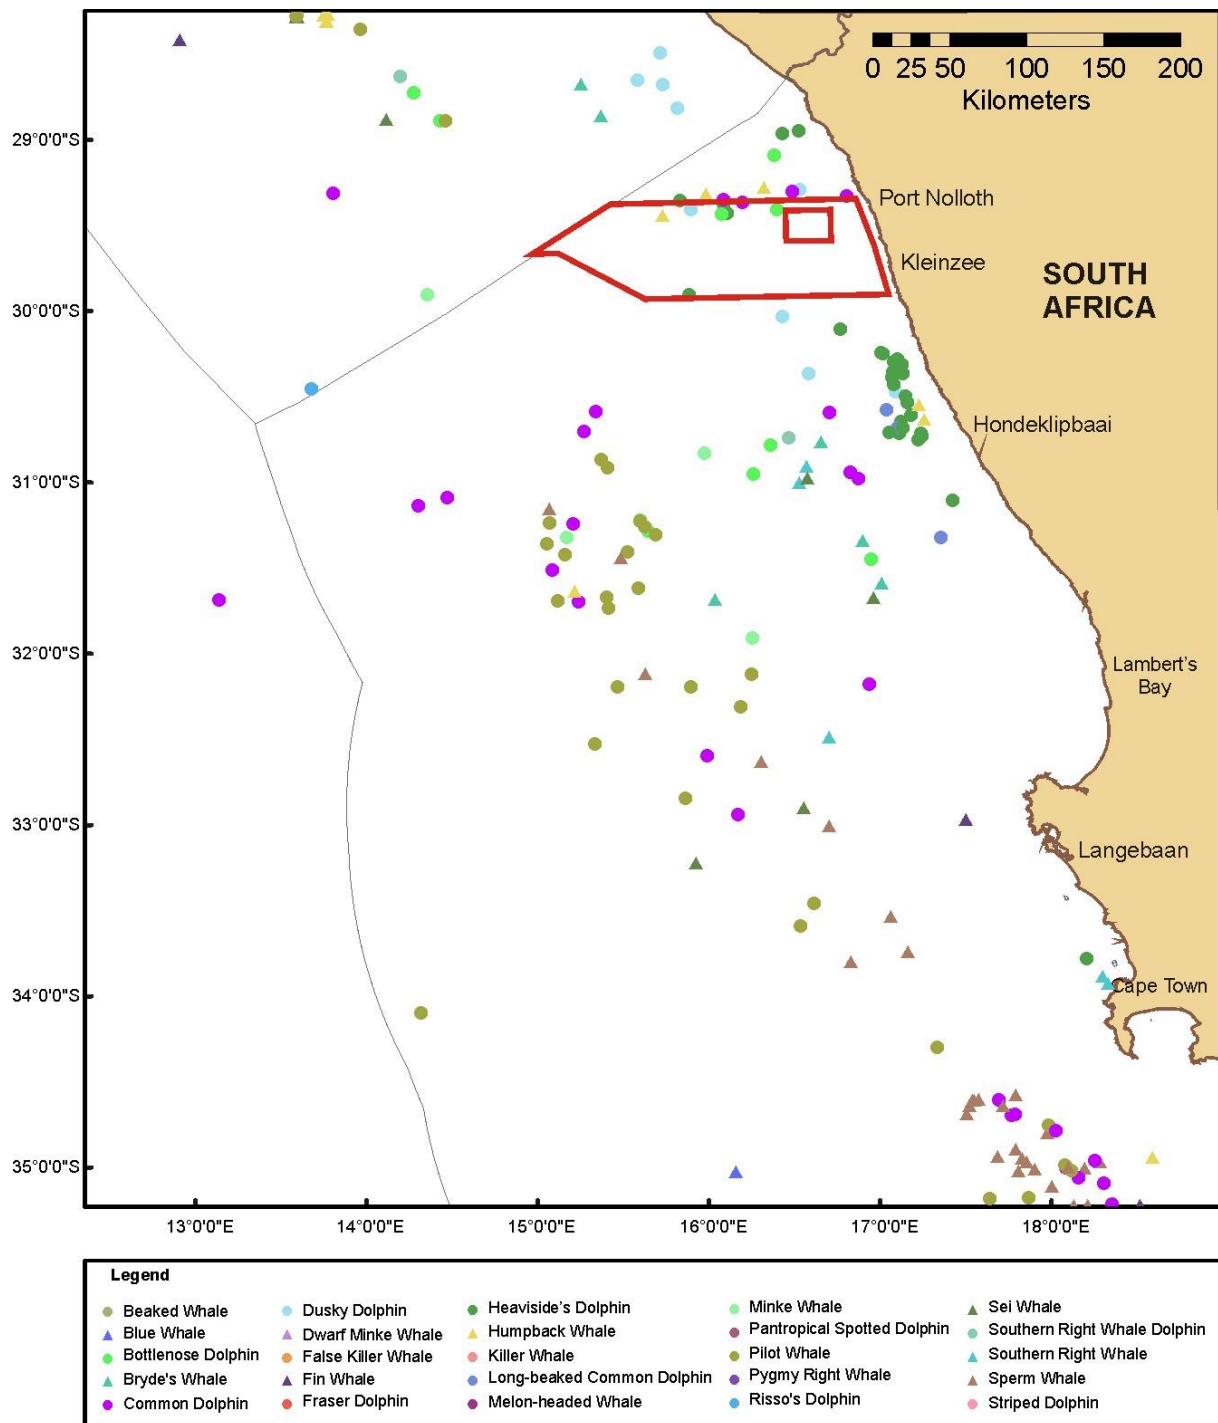 0 25 50 100 150 200
Kilometers
29°0'0"S
Port Nolloth
Kleinzee
SOUTH
AFRICA
30°0'0"S
Hondeklipbaai
31°0'0"S
32°0'0"S
Lambert's
Bay
33°0'0"S
Langebaan
34°0'0"S
Cape Town
35°0'0"S
13°0'0"E 14°0'0"E 15°0'0"E 16°0'0"E 17°0'0"E 18°0'0"E
Legend
Beaked Whale
Blue Whale
Bottlenose Dolphin
Bryde's Whale
Common Dolphin
Dusky Dolphin
Dwarf Minke Whale
False Killer Whale
Fin Whale
Fraser Dolphin
Heaviside's Dolphin
Humpback Whale
Killer Whale
Long-beaked Common Dolphin
Melon-headed Whale
Minke Whale
Pantropical Spotted Dolphin
Pilot Whale
Pygmy Right Whale
Risso's Dolphin
Sei Whale
Southern Right Whale Dolphin
Southern Right Whale
Sperm Whale
Striped Dolphin